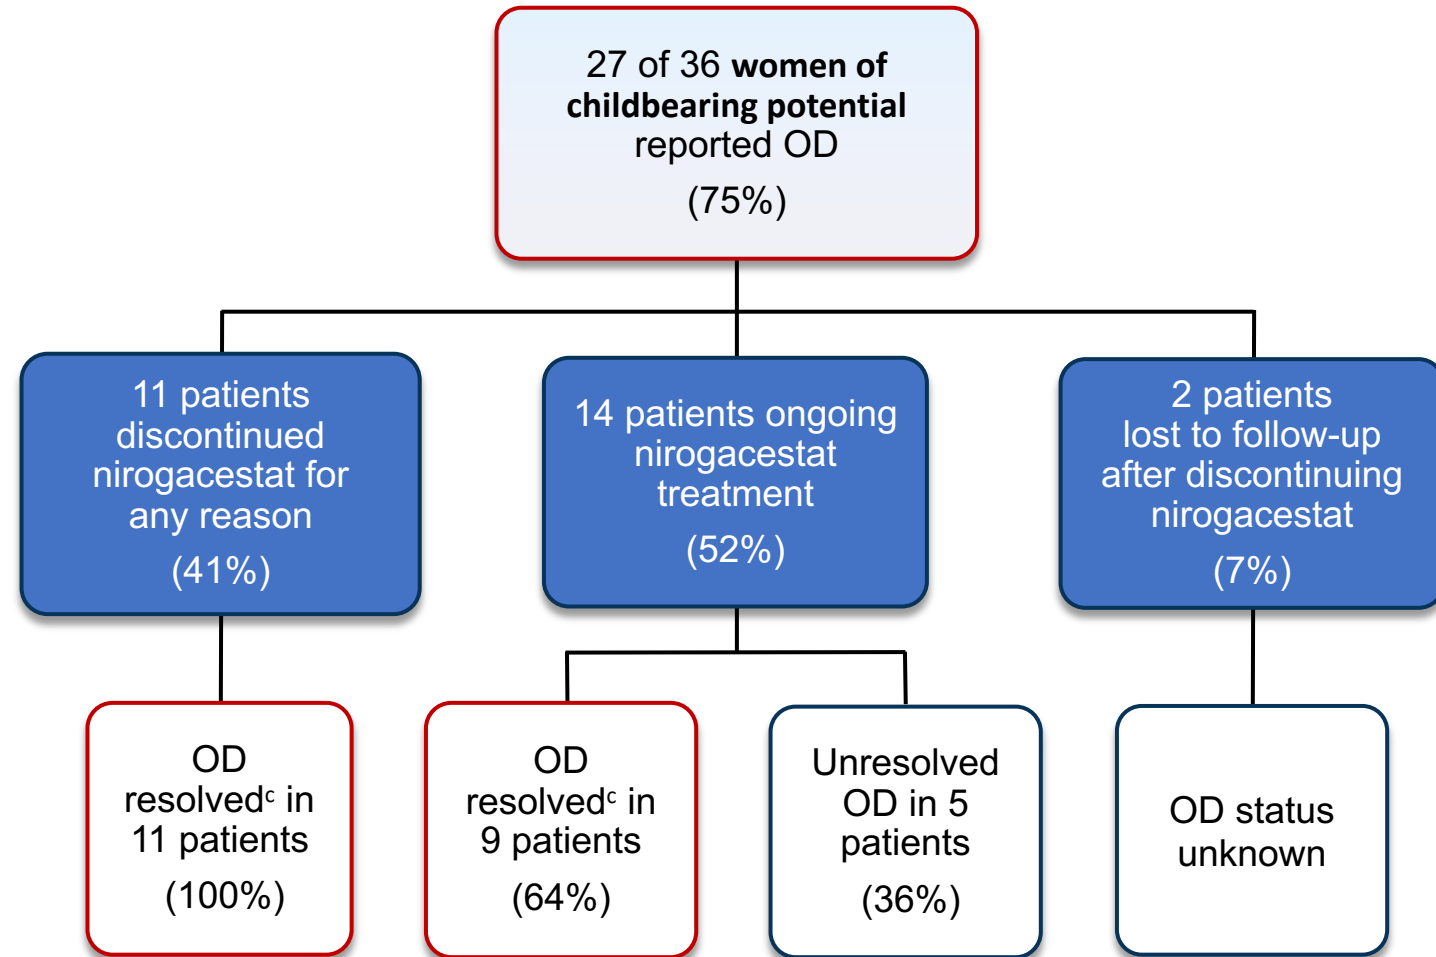 27 of 36 women of
childbearing potential
reported OD
(75%)
11 patients
discontinued
nirogacestat for
any reason
(41%)
14 patients ongoing
nirogacestat
treatment
(52%)
2 patients
lost to follow-up
after discontinuing
nirogacestat
(7%)
OD
resolvedᶜ in
11 patients
(100%)
OD
resolvedᶜ in
9 patients
(64%)
Unresolved
OD in 5
patients
(36%)
OD status
unknown